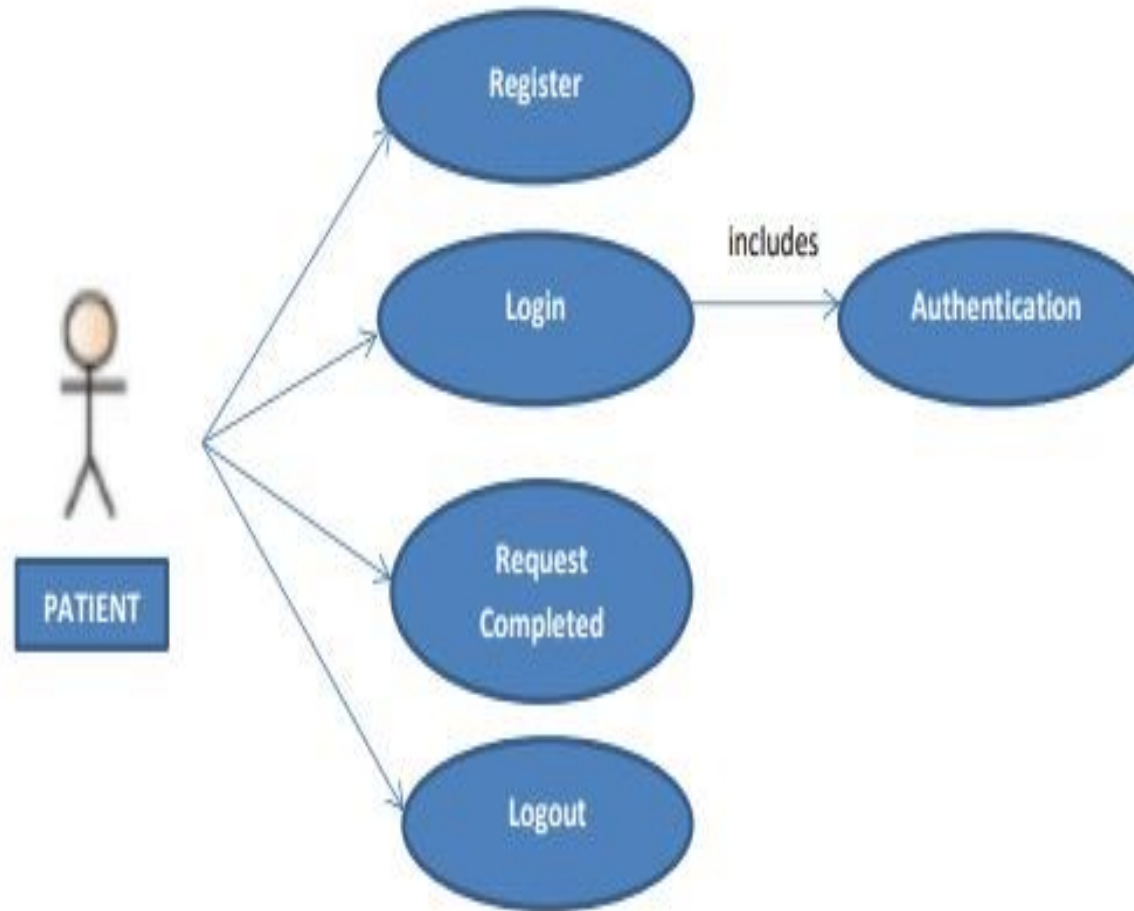 Register
includes
Login
Authentication
Request
Completed
PATIENT
Logout